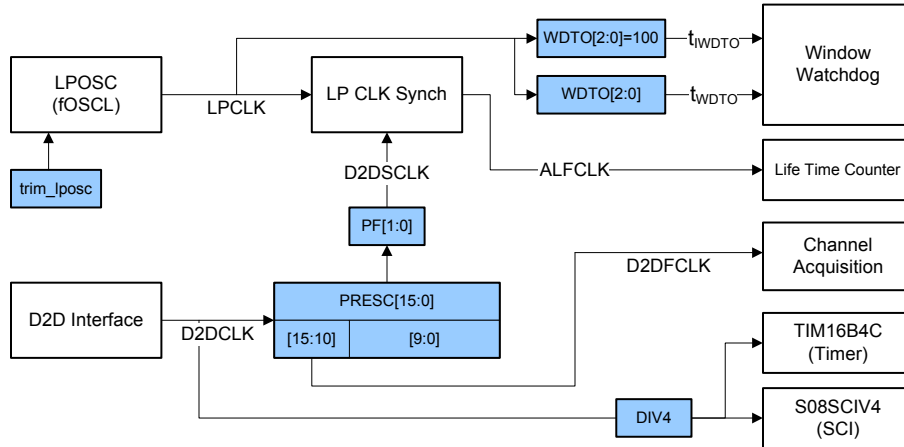 WDTO[2:0]=100
t_IWDTO
Window
Watchdog
LPOSC
(fOSCL)
LPCLK
LP CLK Synch
WDTO[2:0]
t_WDTO
trim_lposc
D2DSCLK
ALFCLK
Life Time Counter
PF[1:0]
D2DFCLK
Channel
Acquisition
D2D Interface
D2DCLK
PRESC[15:0]
[15:10]
[9:0]
TIM16B4C
(Timer)
DIV4
S08SCIV4
(SCI)